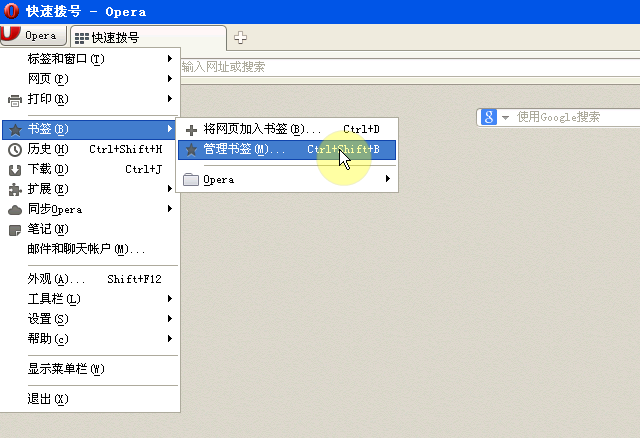 快速拨号 - Opera
Opera
快速拨号
输入网址或搜索
使用Google搜索
标签和窗口(T)
网页(P)
打印(R)
书签(B)
历史(H) Ctrl+Shift+H
下载(D) Ctrl+J
扩展(E)
同步Opera
笔记(N)
邮件和聊天帐户(M)...
外观(A)... Shift+F12
工具栏(L)
设置(S)
帮助(c)
显示菜单栏(W)
退出(X)
将网页加入书签(B)... Ctrl+D
管理书签(M)... Ctrl+Shift+B
Opera